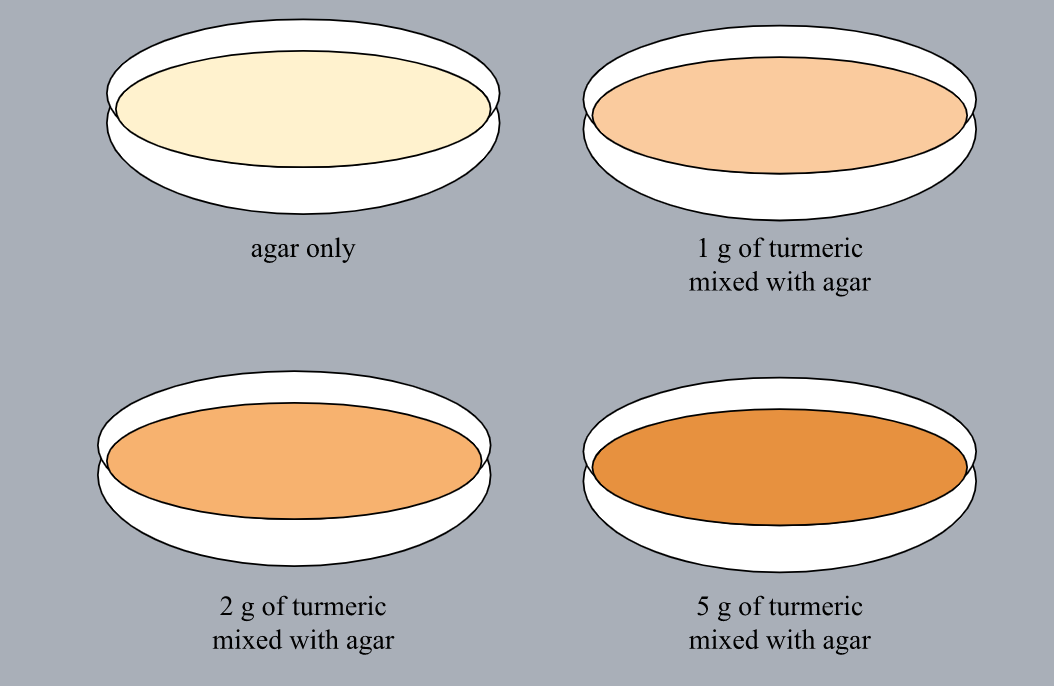 agar only
1 g of turmeric
mixed with agar
2 g of turmeric
mixed with agar
5 g of turmeric
mixed with agar